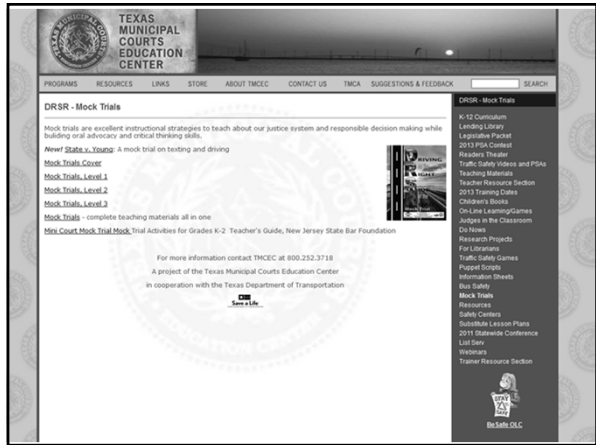 TEXAS
MUNICIPAL
COURTS
EDUCATION
CENTER
PROGRAMS RESOURCES LINKS STORE ABOUT TMCEC CONTACT US TMCA SUGGESTIONS & FEEDBACK SEARCH
DRSR - Mock Trials
Mock trials are excellent instructional strategies to teach about our justice system and responsible decision making while
building oral advocacy and critical thinking skills.
New! State v. Young: A mock trial on texting and driving
Mock Trials Cover
Mock Trials, Level 1
Mock Trials, Level 2
Mock Trials, Level 3
Mock Trials - complete teaching materials all in one
Mini Court Mock Trial Mock Trial Activities for Grades K-2 Teacher's Guide, New Jersey State Bar Foundation
DRIVING
RIGHT
For more information contact TMCEC at 800.252.3718
A project of the Texas Municipal Courts Education Center
in cooperation with the Texas Department of Transportation
Save a Life
DRSR - Mock Trials
K-12 Curriculum
Lending Library
Legislative Packet
2013 PSA Contest
Readers Theater
Traffic Safety Videos and PSAs
Teaching Materials
Teacher Resource Section
2013 Training Dates
Children's Books
On-Line Learning/Games
Judges in the Classroom
Do Nows
Research Projects
For Librarians
Traffic Safety Games
Puppet Scripts
Information Sheets
Bus Safety
Mock Trials
Resources
Safety Centers
Substitute Lesson Plans
2011 Statewide Conference
List Serv
Webinars
Trainer Resource Section
Be Safe OLC